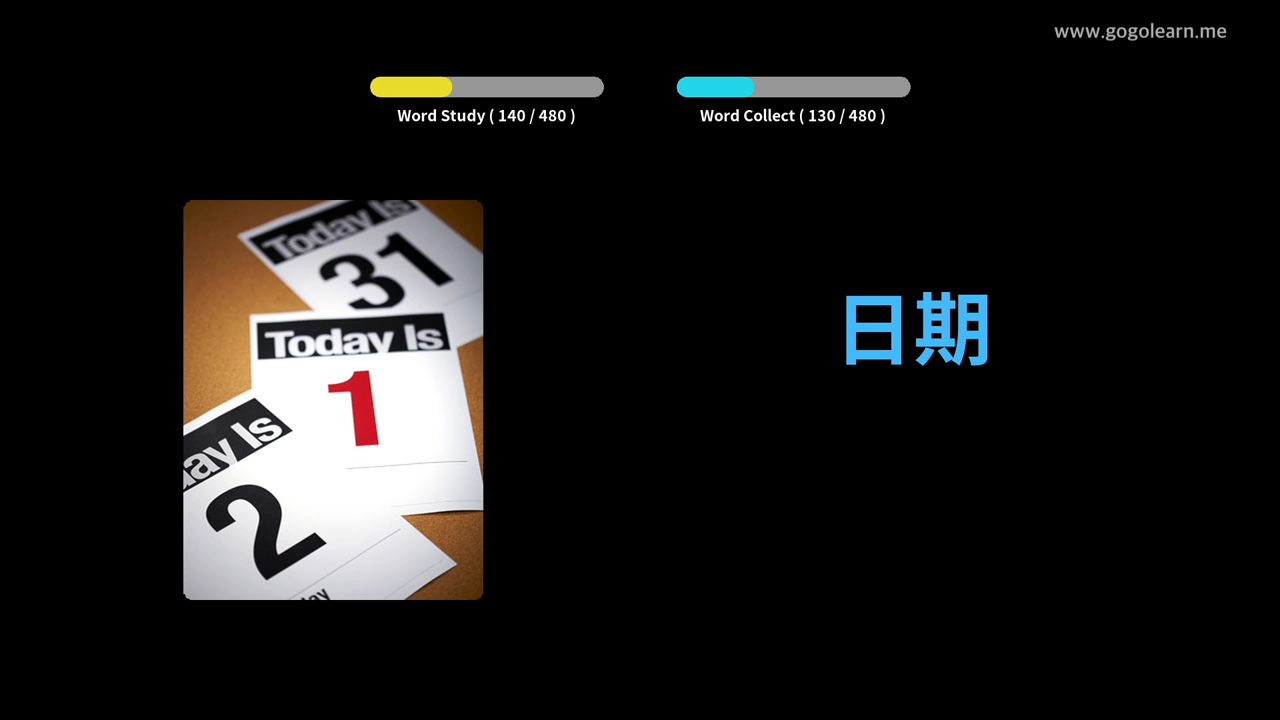 www.gogolearn.me
Word Study ( 140 / 480 )
Word Collect ( 130 / 480 )
Today Is
31
Today Is
1
ay Is
2
日期